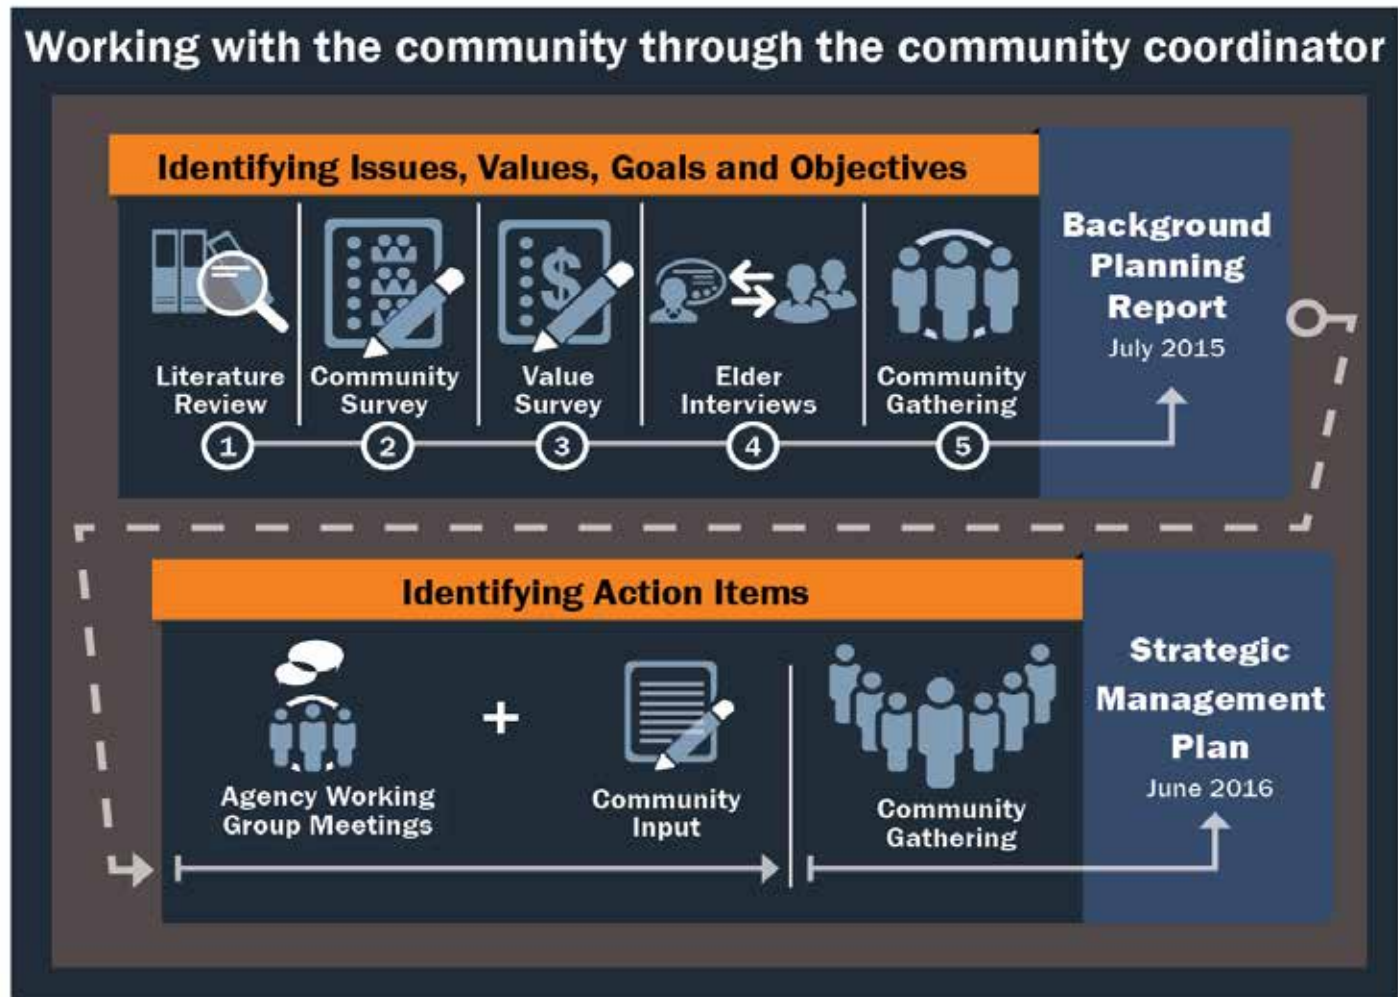 Working with the community through the community coordinator
Identifying Issues, Values, Goals and Objectives
Literature
Review
1
Community
Survey
2
$
Value
Survey
3
Elder
Interviews
4
Community
Gathering
5
Background
Planning
Report
July 2015
Identifying Action Items
Agency Working
Group Meetings
+
Community
Input
Community
Gathering
Strategic
Management
Plan
June 2016